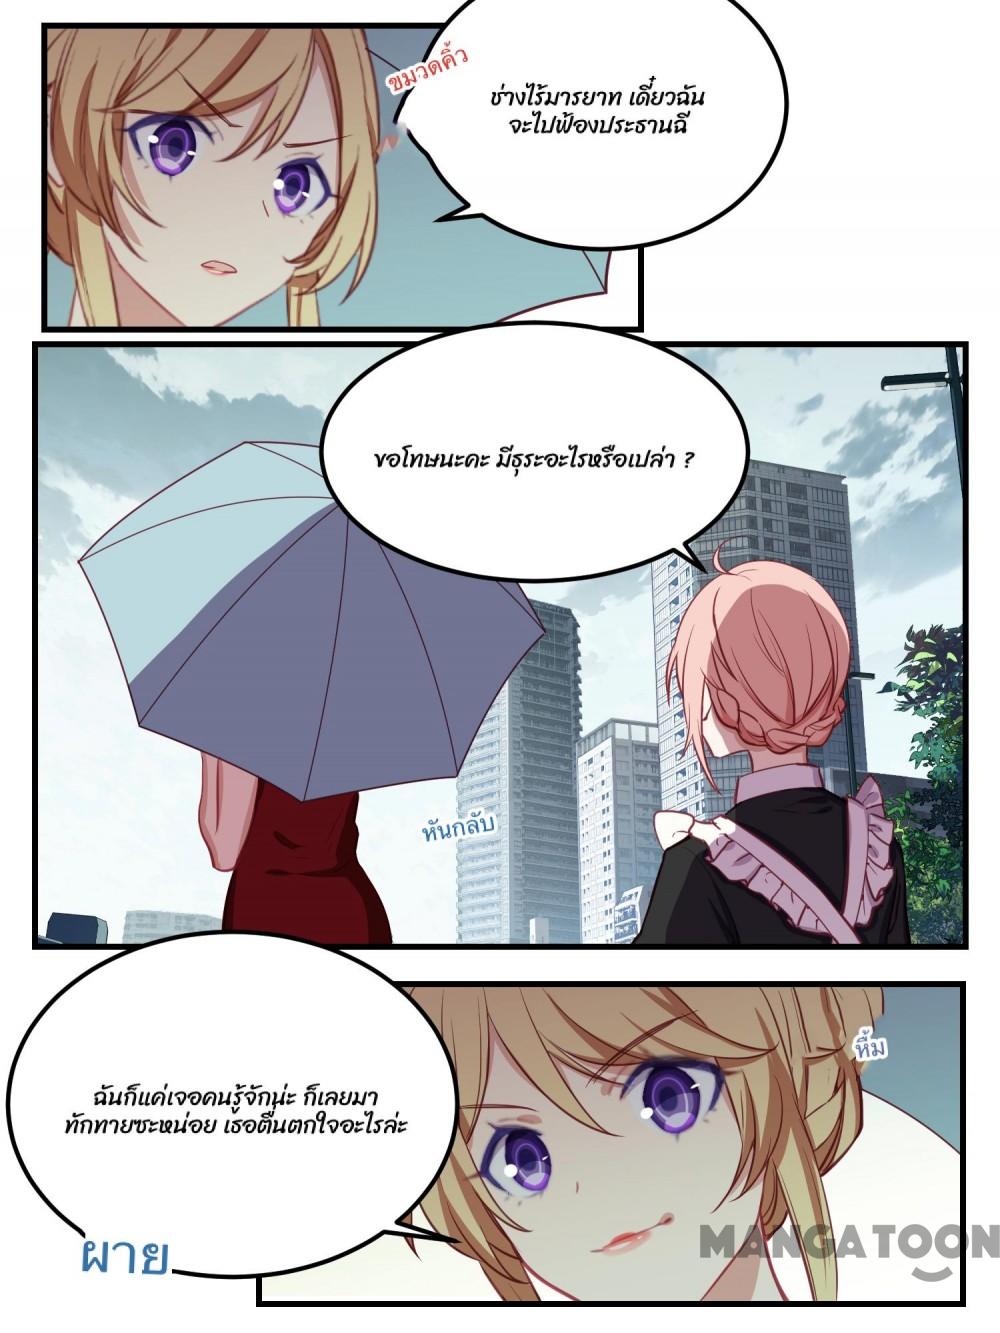 ขมวดคิ้ว
ช่างไร้มารยาท เดี๋ยวฉัน
จะไปฟ้องประธานฉี
ขอโทษนะคะ มีธุระอะไรหรือเปล่า ?
หันกลับ
หึ้ม
ฉันก็แค่เจอคนรู้จักน่ะ ก็เลยมา
ทักทายซะหน่อย เธอตื่นตกใจอะไรล่ะ
ผาย
MANGATOON